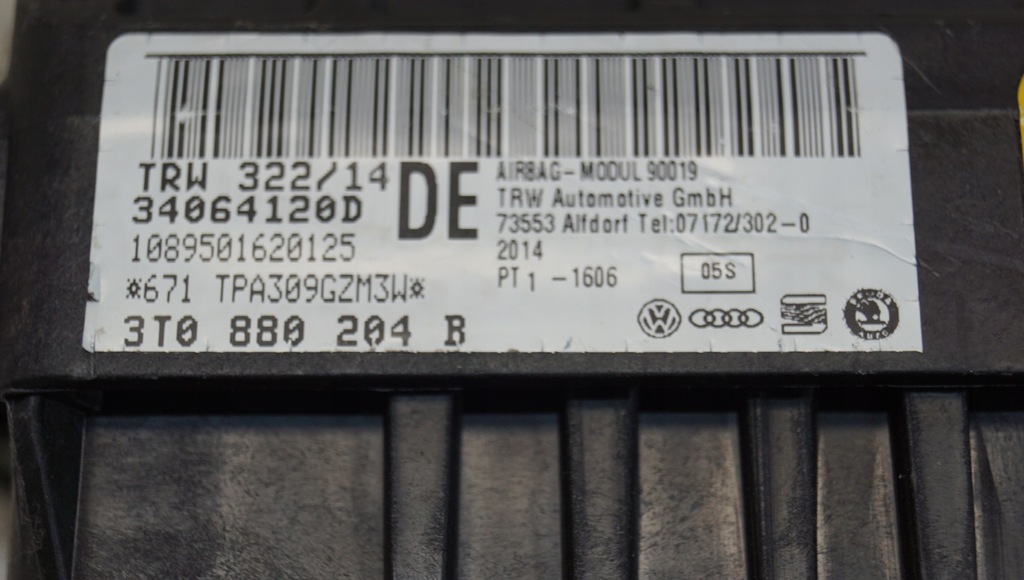 TRW 322/14
34064120D
1089501620125
*671 TPA309GZM3W*
3T0 880 204 B
DE
AIRBAG-MODUL 90019
TRW Automotive GmbH
73553 Alfdorf Tel:07172/302-0
2014
PT1 -1606
05S